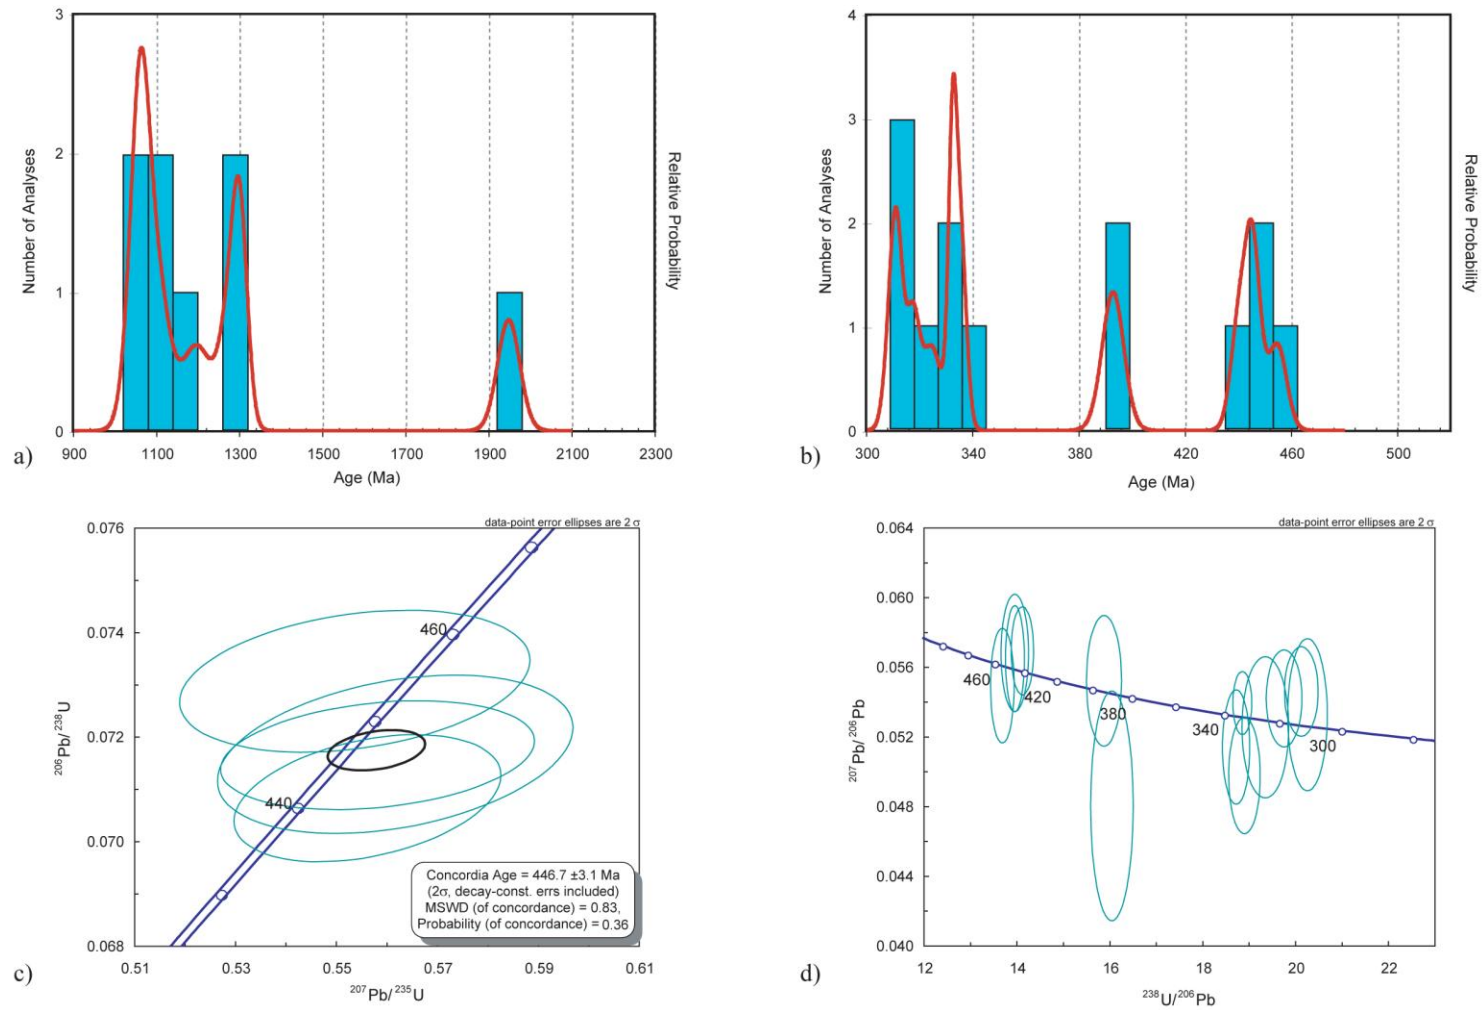 3
2
1
0
Number of Analyses
Relative Probability
900 1100 1300 1500 1700 1900 2100 2300
Age (Ma)
a)
4
3
2
1
0
Number of Analyses
Relative Probability
300 340 380 420 460 500
Age (Ma)
b)
data-point error ellipses are 2 σ
0.076
0.074
0.072
0.070
0.068
²⁰⁶Pb/²³⁸U
460
440
Concordia Age = 446.7 ±3.1 Ma
(2σ, decay-const. errs included)
MSWD (of concordance) = 0.83,
Probability (of concordance) = 0.36
0.51 0.53 0.55 0.57 0.59 0.61
²⁰⁷Pb/²³⁵U
c)
data-point error ellipses are 2 σ
0.064
0.060
0.056
0.052
0.048
0.044
0.040
²⁰⁷Pb/²⁰⁶Pb
460
420
380
340
300
12 14 16 18 20 22
²³⁸U/²⁰⁶Pb
d)